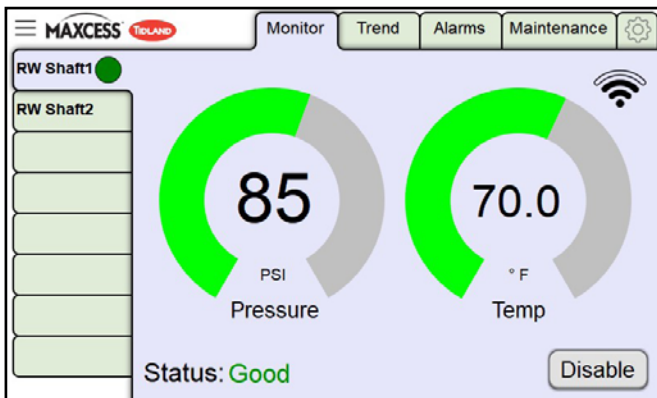 MAXCESS TIDLAND
Monitor Trend Alarms Maintenance
RW Shaft1
RW Shaft2
85 70.0
PSI ° F
Pressure Temp
Status: Good
Disable